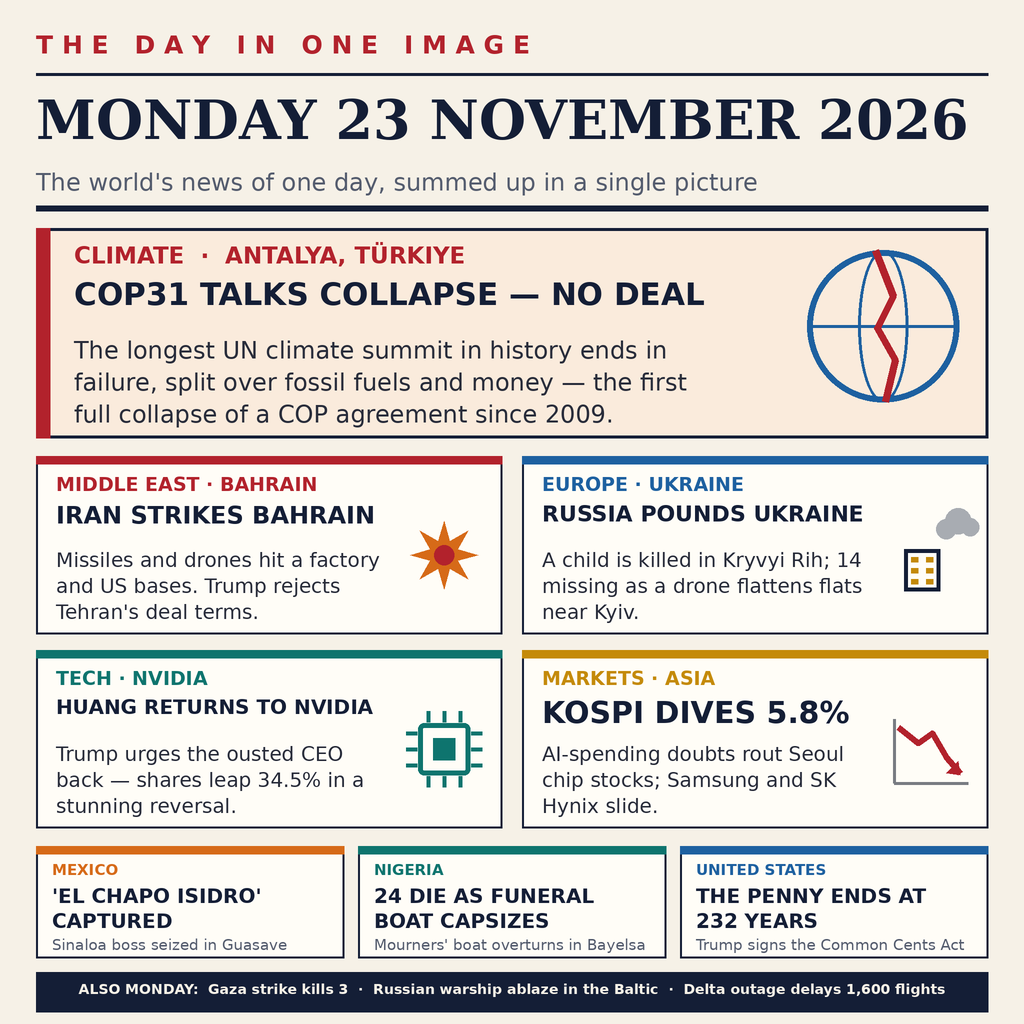 THE DAY IN ONE IMAGE
MONDAY 23 NOVEMBER 2026
The world's news of one day, summed up in a single picture
CLIMATE · ANTALYA, TÜRKIYE
COP31 TALKS COLLAPSE — NO DEAL
The longest UN climate summit in history ends in
failure, split over fossil fuels and money — the first
full collapse of a COP agreement since 2009.
MIDDLE EAST · BAHRAIN
IRAN STRIKES BAHRAIN
Missiles and drones hit a factory
and US bases. Trump rejects
Tehran's deal terms.
EUROPE · UKRAINE
RUSSIA POUNDS UKRAINE
A child is killed in Kryvyi Rih; 14
missing as a drone flattens flats
near Kyiv.
TECH · NVIDIA
HUANG RETURNS TO NVIDIA
Trump urges the ousted CEO
back — shares leap 34.5% in a
stunning reversal.
MARKETS · ASIA
KOSPI DIVES 5.8%
AI-spending doubts rout Seoul
chip stocks; Samsung and SK
Hynix slide.
MEXICO
'EL CHAPO ISIDRO'
CAPTURED
Sinaloa boss seized in Guasave
NIGERIA
24 DIE AS FUNERAL
BOAT CAPSIZES
Mourners' boat overturns in Bayelsa
UNITED STATES
THE PENNY ENDS AT
232 YEARS
Trump signs the Common Cents Act
ALSO MONDAY: Gaza strike kills 3 · Russian warship ablaze in the Baltic · Delta outage delays 1,600 flights